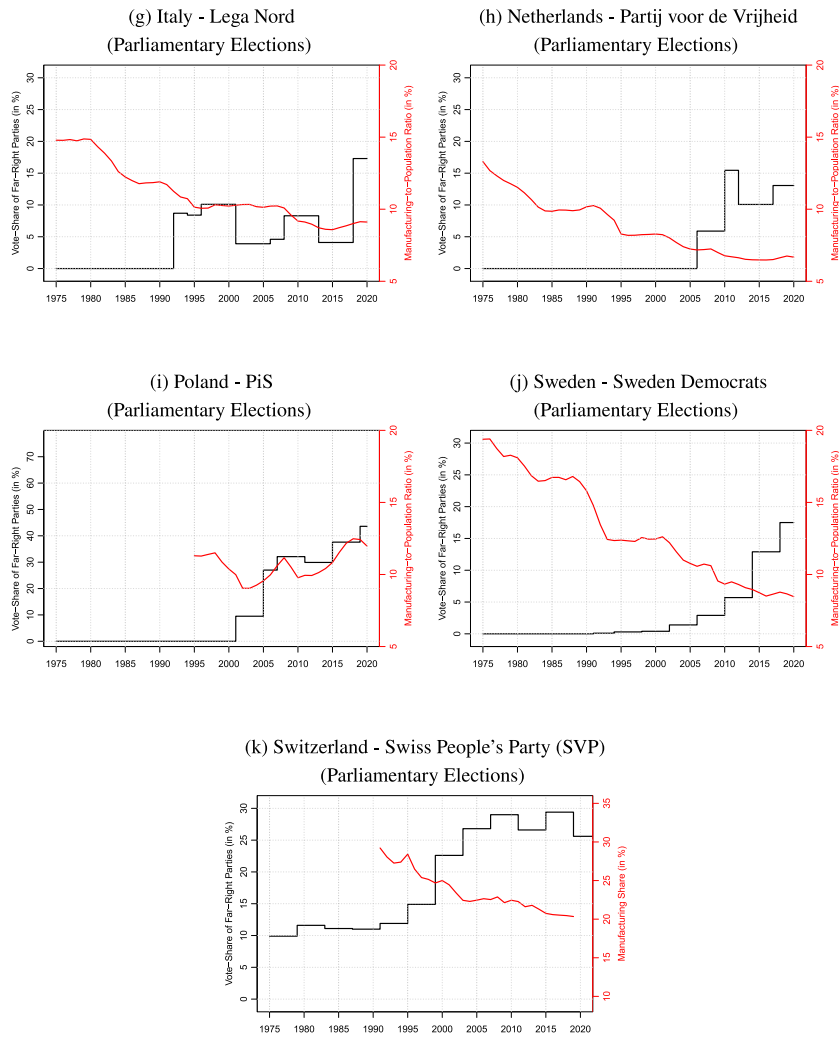 (g) Italy - Lega Nord
(Parliamentary Elections)
Vote−Share of Far−Right Parties (in %)
0 5 10 15 20 25 30
1975 1980 1985 1990 1995 2000 2005 2010 2015 2020
5 10 15 20
Manufacturing−to−Population Ratio (in %)
(h) Netherlands - Partij voor de Vrijheid
(Parliamentary Elections)
Vote−Share of Far−Right Parties (in %)
0 5 10 15 20 25 30
1975 1980 1985 1990 1995 2000 2005 2010 2015 2020
5 10 15 20
Manufacturing−to−Population Ratio (in %)
(i) Poland - PiS
(Parliamentary Elections)
Vote−Share of Far−Right Parties (in %)
0 10 20 30 40 50 60 70
1975 1980 1985 1990 1995 2000 2005 2010 2015 2020
5 10 15 20
Manufacturing−to−Population Ratio (in %)
(j) Sweden - Sweden Democrats
(Parliamentary Elections)
Vote−Share of Far−Right Parties (in %)
0 5 10 15 20 25 30
1975 1980 1985 1990 1995 2000 2005 2010 2015 2020
5 10 15 20
Manufacturing−to−Population Ratio (in %)
(k) Switzerland - Swiss People's Party (SVP)
(Parliamentary Elections)
Vote−Share of Far−Right Parties (in %)
0 5 10 15 20 25 30
1975 1980 1985 1990 1995 2000 2005 2010 2015 2020
10 15 20 25 30 35
Manufacturing Share (in %)